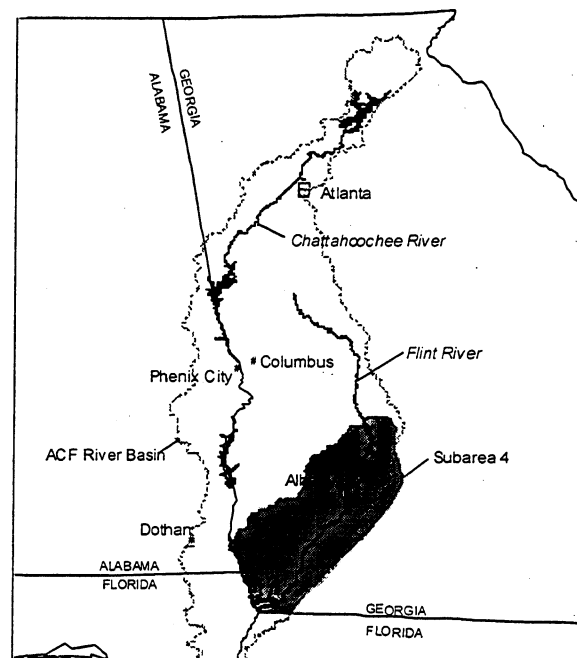 GEORGIA
ALABAMA
Atlanta
Chattahoochee River
Flint River
Columbus
Phenix City
ACF River Basin
Subarea 4
Dothan
ALABAMA
FLORIDA
GEORGIA
FLORIDA